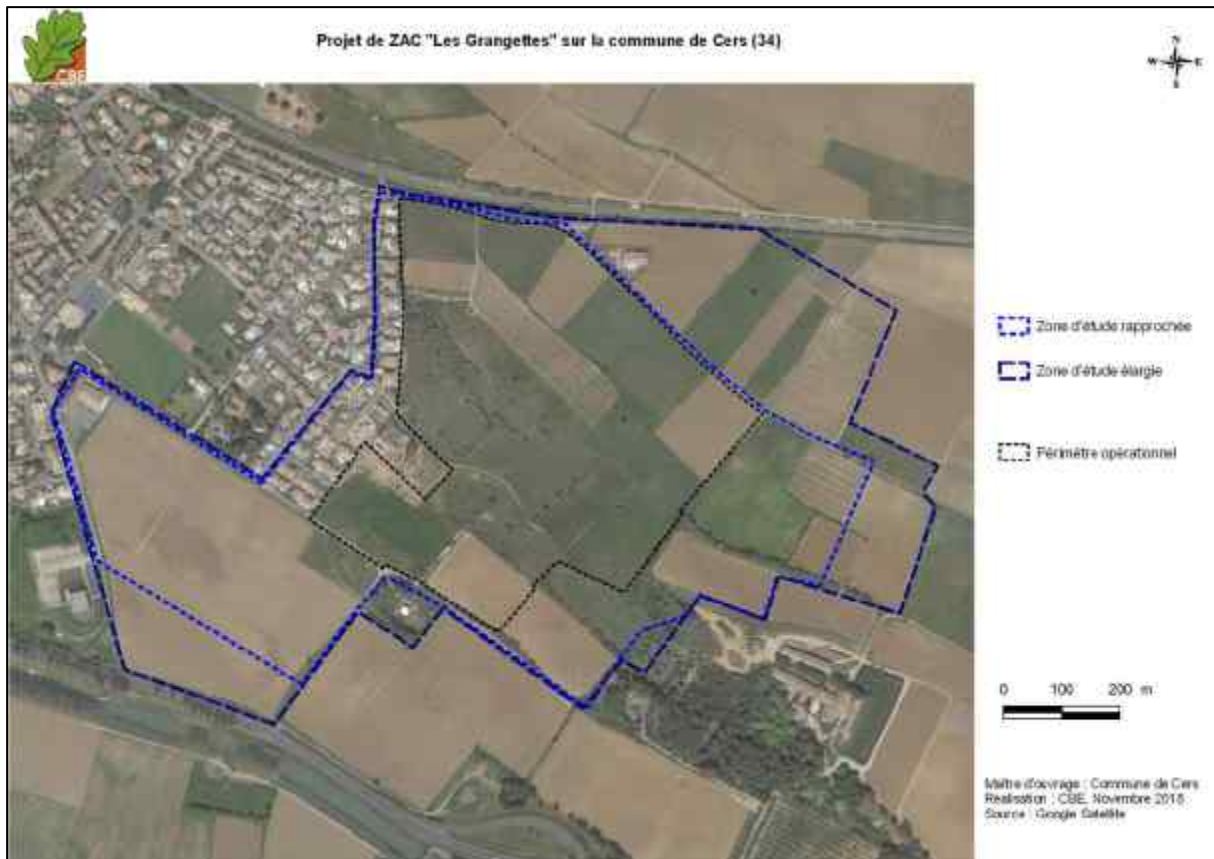 CBE
Projet de ZAC "Les Grangettes" sur la commune de Cers (34)
N
W E
S
Zone d'étude rapprochée
Zone d'étude élargie
Périmètre opérationnel
0 100 200 m
Maître d'ouvrage : Commune de Cers
Réalisation : CBE, Novembre 2018
Source : Google Satellite